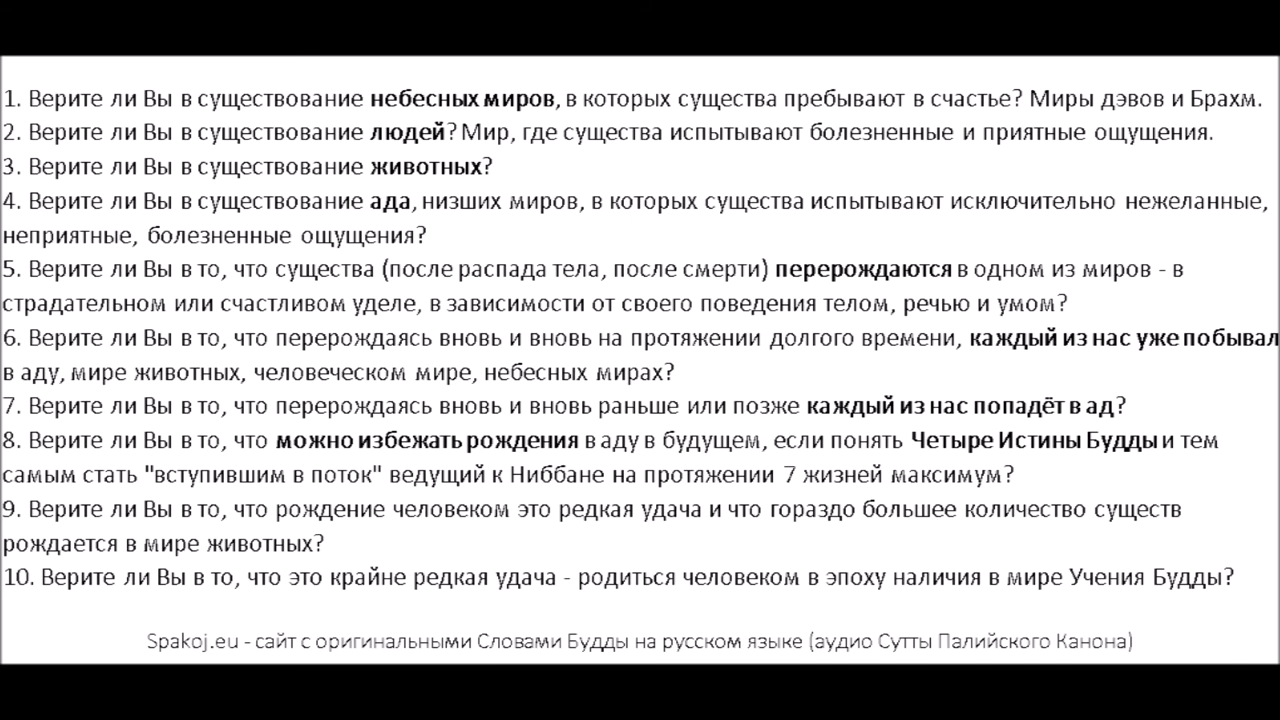 1. Верите ли Вы в существование небесных миров, в которых существа пребывают в счастье? Миры дэвов и Брахм.
2. Верите ли Вы в существование людей? Мир, где существа испытывают болезненные и приятные ощущения.
3. Верите ли Вы в существование животных?
4. Верите ли Вы в существование ада, низших миров, в которых существа испытывают исключительно нежеланные,
неприятные, болезненные ощущения?
5. Верите ли Вы в то, что существа (после распада тела, после смерти) перерождаются в одном из миров - в
страдательном или счастливом уделе, в зависимости от своего поведения телом, речью и умом?
6. Верите ли Вы в то, что перерождаясь вновь и вновь на протяжении долгого времени, каждый из нас уже побывал
в аду, мире животных, человеческом мире, небесных мирах?
7. Верите ли Вы в то, что перерождаясь вновь и вновь раньше или позже каждый из нас попадёт в ад?
8. Верите ли Вы в то, что можно избежать рождения в аду в будущем, если понять Четыре Истины Будды и тем
самым стать "вступившим в поток" ведущий к Ниббане на протяжении 7 жизней максимум?
9. Верите ли Вы в то, что рождение человеком это редкая удача и что гораздо большее количество существ
рождается в мире животных?
10. Верите ли Вы в то, что это крайне редкая удача - родиться человеком в эпоху наличия в мире Учения Будды?
Spakoj.eu - сайт с оригинальными Словами Будды на русском языке (аудио Сутты Палийского Канона)